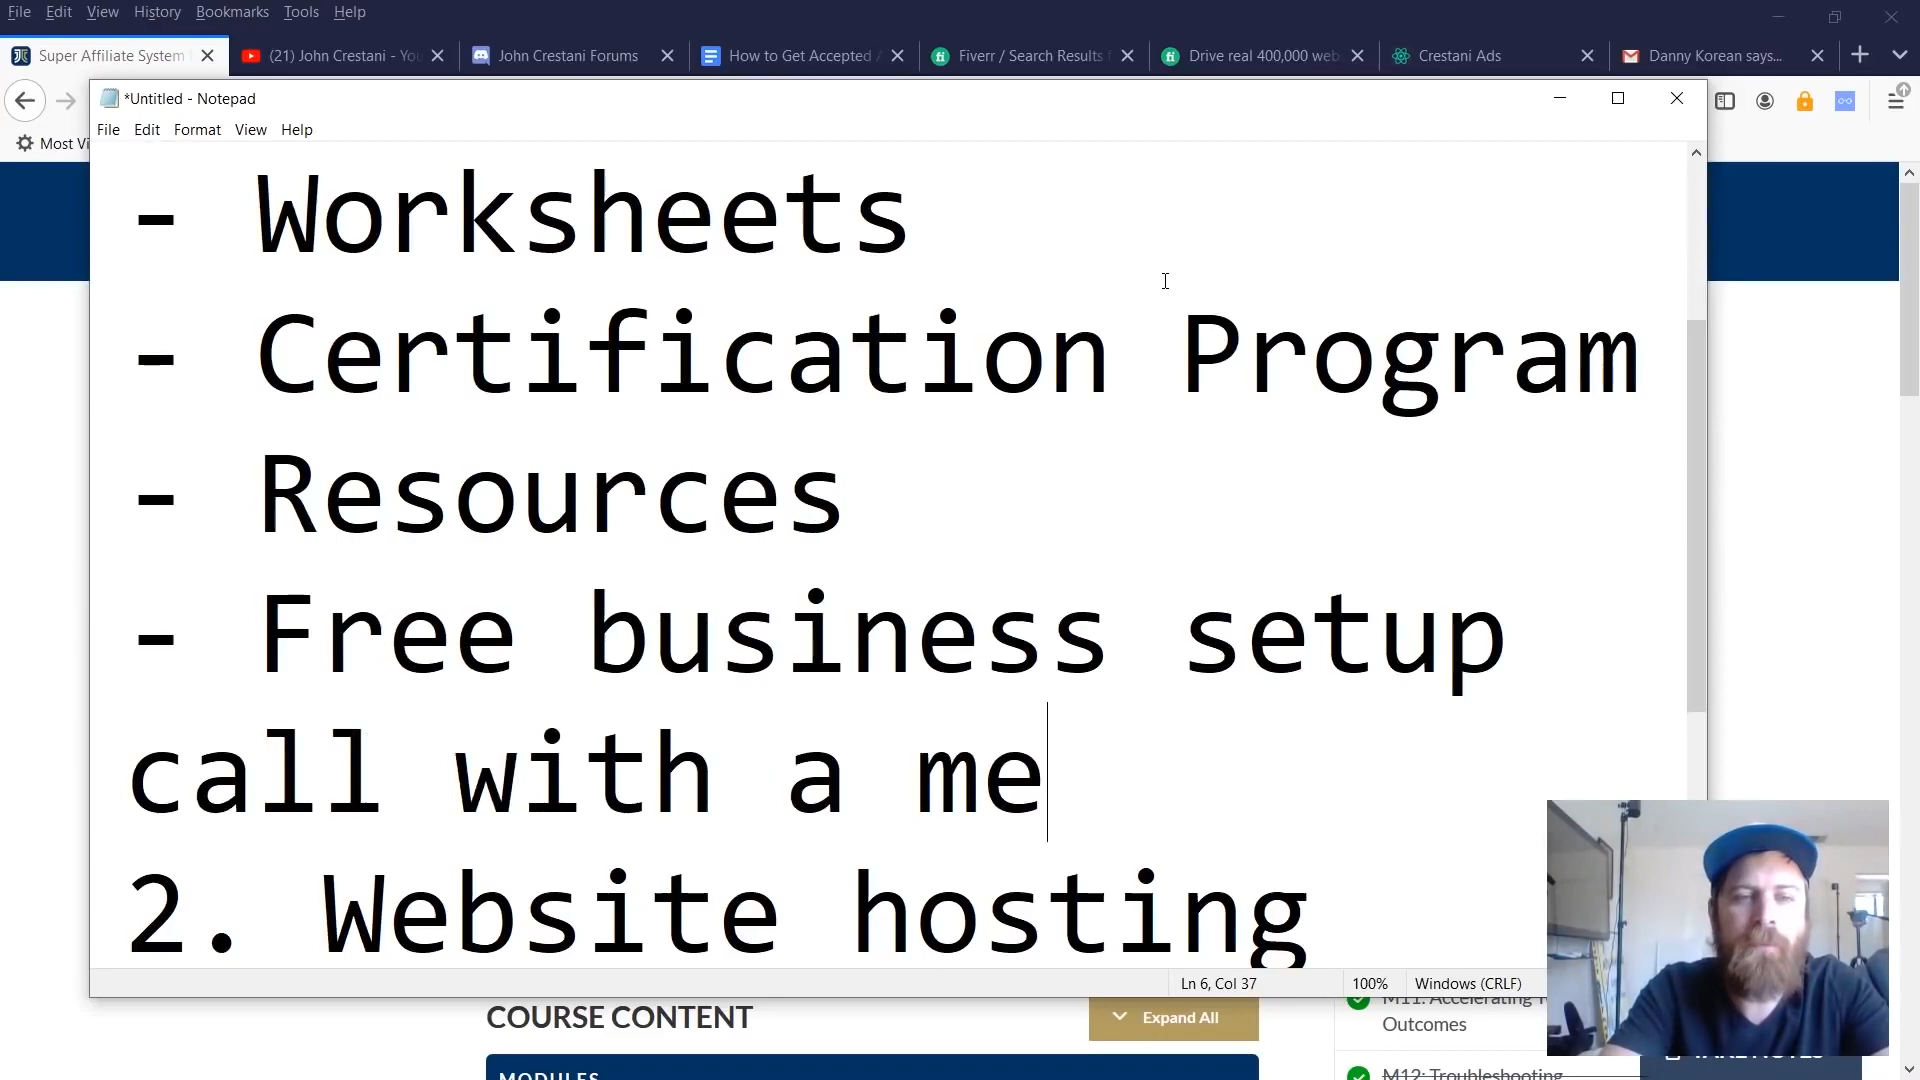 File Edit View History Bookmarks Tools Help
Super Affiliate System
(21) John Crestani - You
John Crestani Forums
How to Get Accepted
Fiverr / Search Results
Drive real 400,000 web
Crestani Ads
Danny Korean says...
*Untitled - Notepad
Most Vi
File Edit Format View Help
- Worksheets
- Certification Program
- Resources
- Free business setup
call with a me
2. Website hosting
Ln 6, Col 37
100%
Windows (CRLF)
COURSE CONTENT
Expand All
M11: Accelerating
Outcomes
MODULES
M12: Troubleshooting
TAKE NOTES